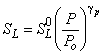 S_L = S_L^0 (P / P_o)^{γ_p}